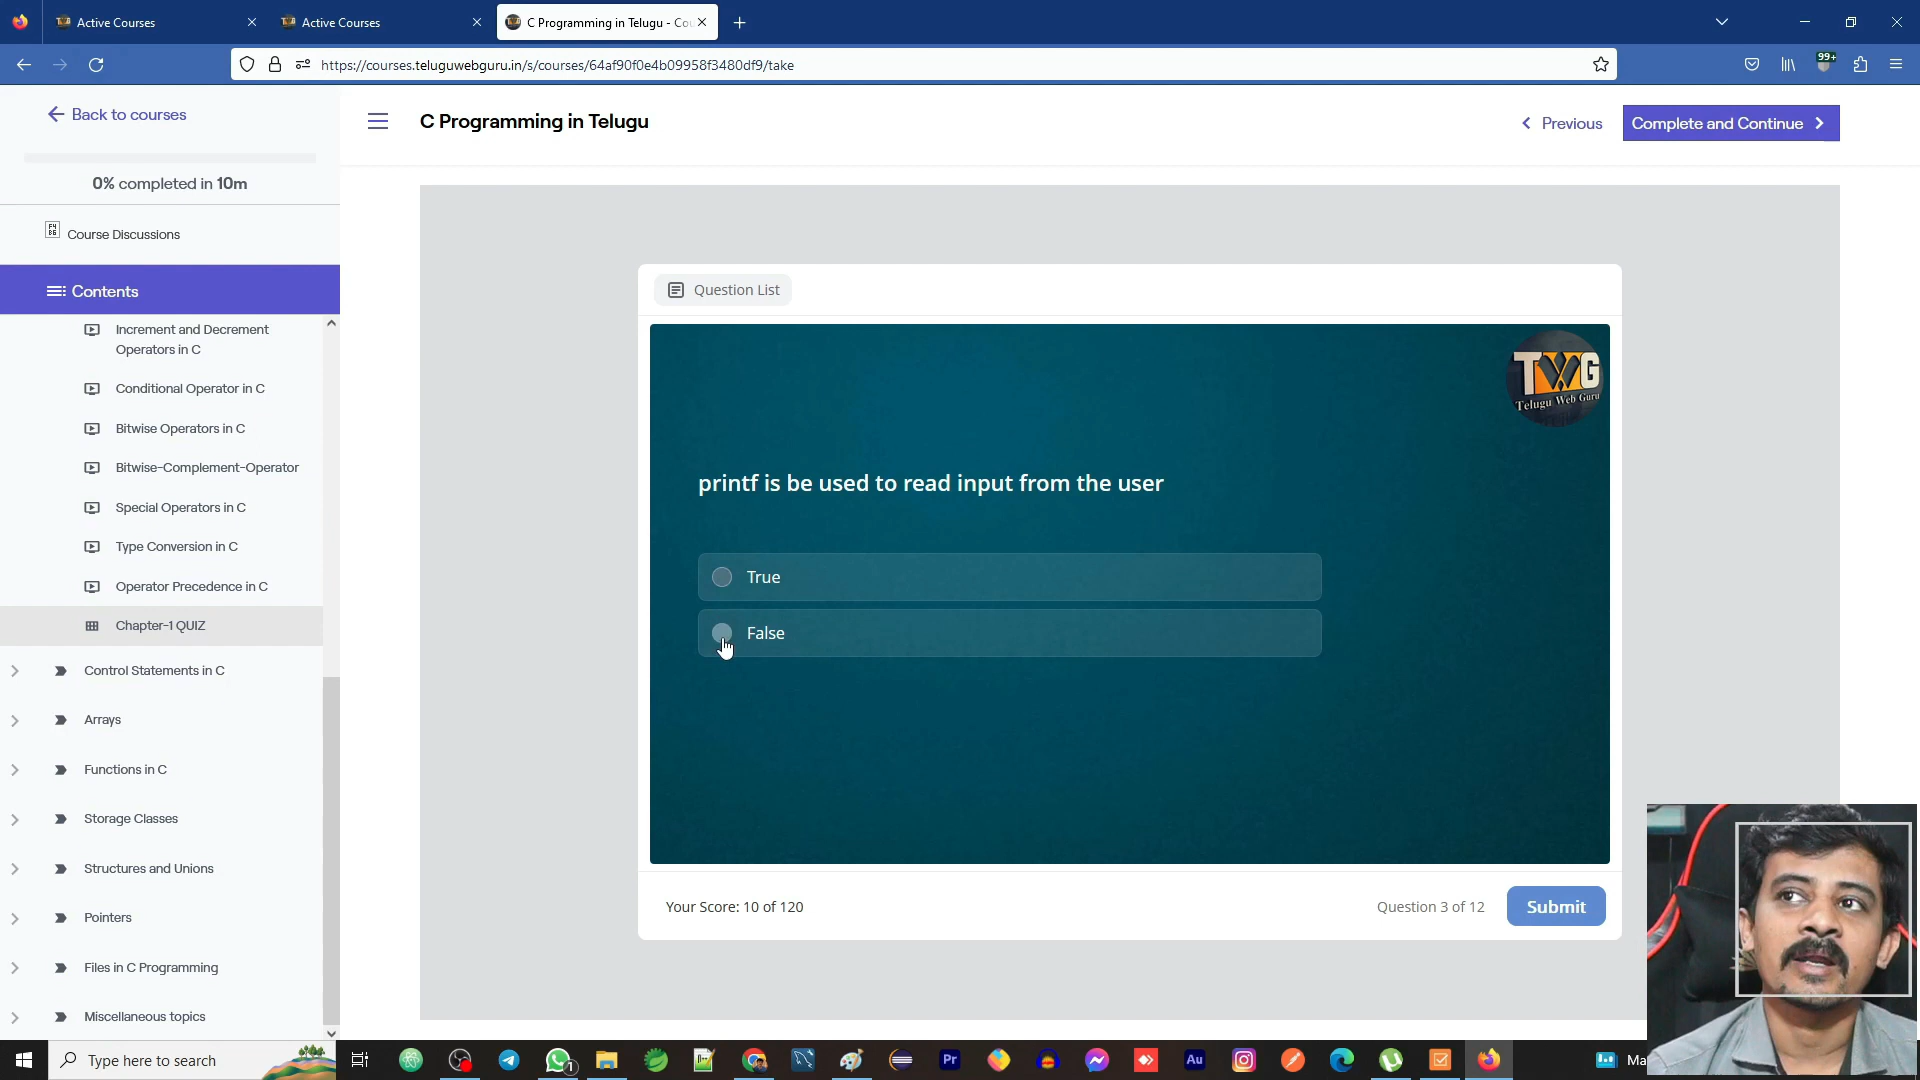 Active Courses
Active Courses
C Programming in Telugu - Cou
https://courses.teluguwebguru.in/s/courses/64af90f0e4b09958f3480df9/take
99+
Back to courses
C Programming in Telugu
Previous
Complete and Continue
0% completed in 10m
Course Discussions
Contents
Increment and Decrement
Operators in C
Conditional Operator in C
Bitwise Operators in C
Bitwise-Complement-Operator
Special Operators in C
Type Conversion in C
Operator Precedence in C
Chapter-1 QUIZ
Control Statements in C
Arrays
Functions in C
Storage Classes
Structures and Unions
Pointers
Files in C Programming
Miscellaneous topics
Question List
TWG
Telugu Web Guru
printf is be used to read input from the user
True
False
Your Score: 10 of 120
Question 3 of 12
Submit
Type here to search
1
Pr
Au